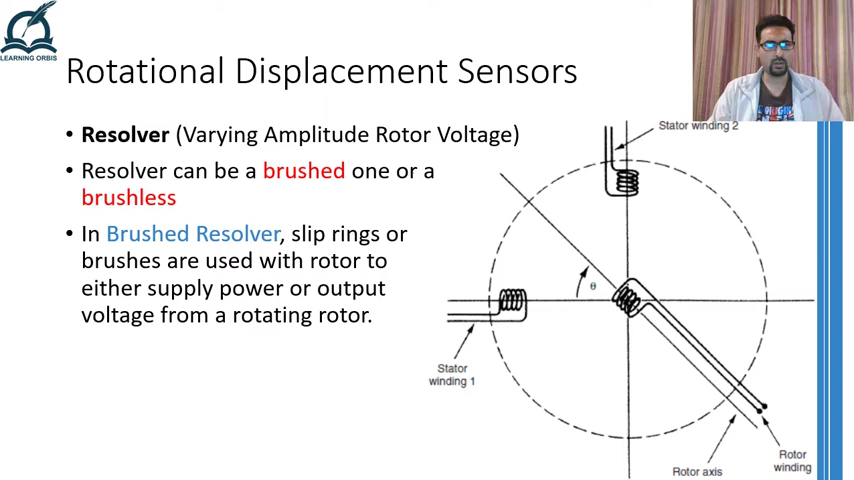 LEARNING ORBIS
Rotational Displacement Sensors
• Resolver (Varying Amplitude Rotor Voltage)
• Resolver can be a brushed one or a
brushless
• In Brushed Resolver, slip rings or
brushes are used with rotor to
either supply power or output
voltage from a rotating rotor.
Stator winding 2
θ
Stator
winding 1
Rotor axis
Rotor
winding